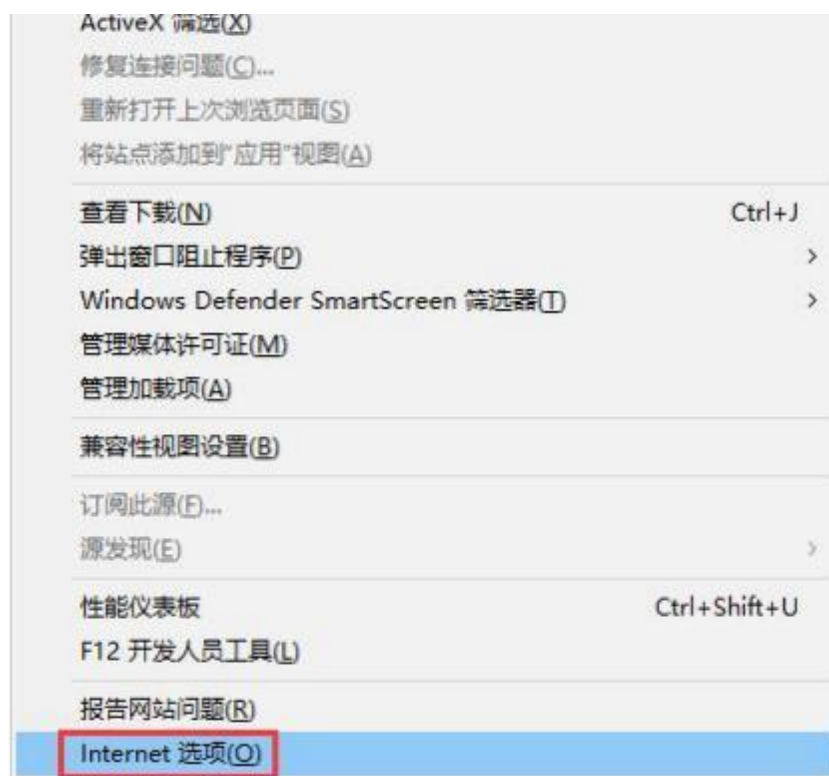 ActiveX 筛选(X)
修复连接问题(C)...
重新打开上次浏览页面(S)
将站点添加到"应用"视图(A)
查看下载(N) Ctrl+J
弹出窗口阻止程序(P) >
Windows Defender SmartScreen 筛选器(T) >
管理媒体许可证(M)
管理加载项(A)
兼容性视图设置(B)
订阅此源(F)...
源发现(E) >
性能仪表板 Ctrl+Shift+U
F12 开发人员工具(L)
报告网站问题(R)
Internet 选项(O)